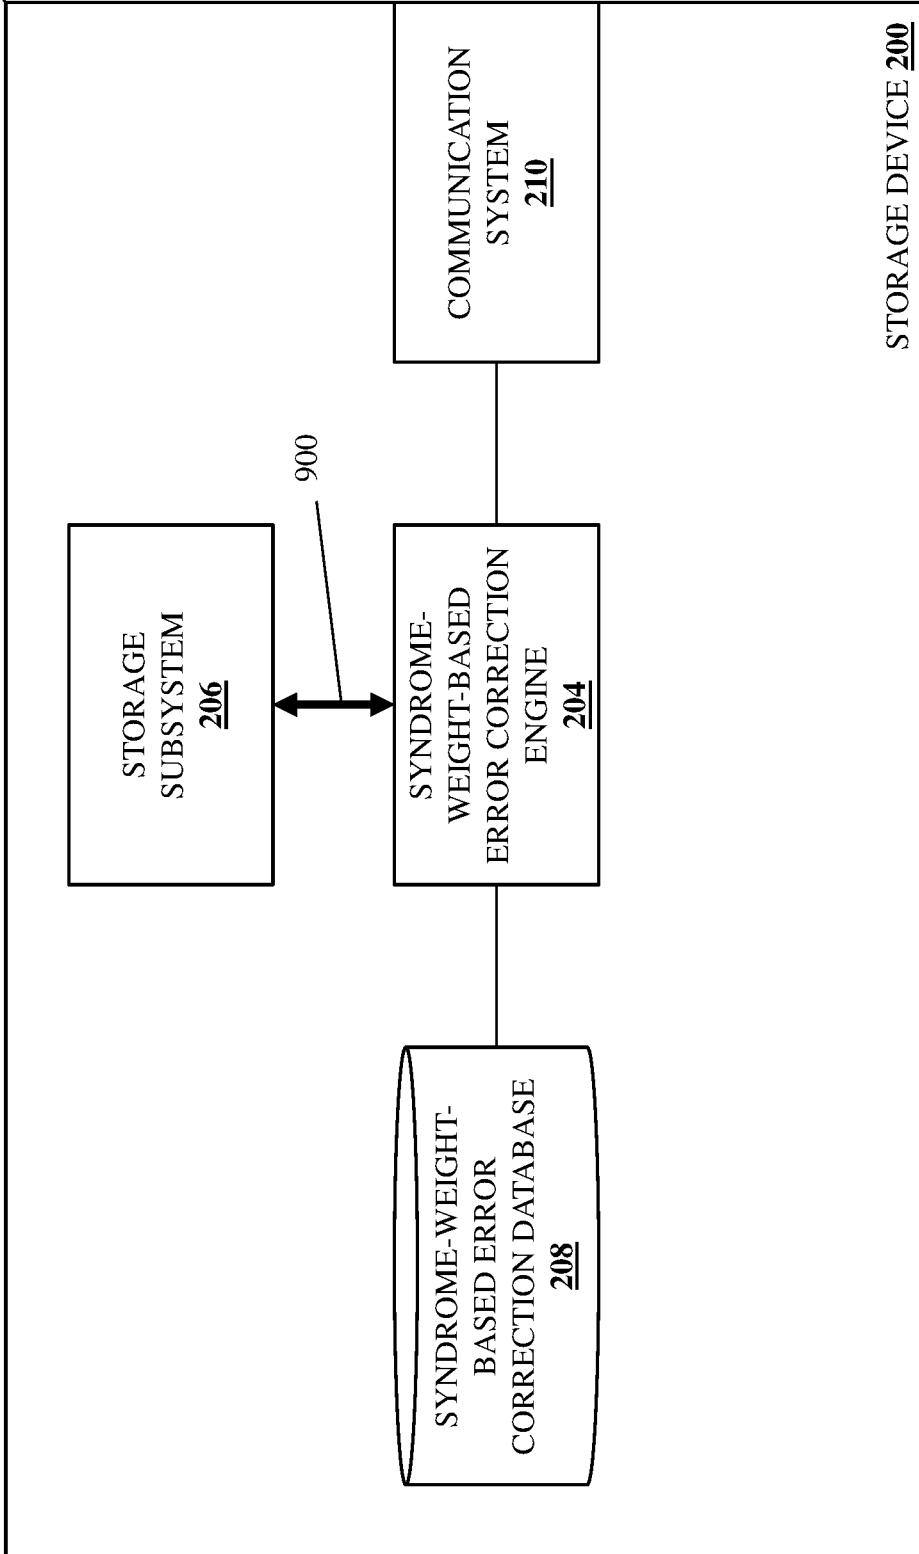 STORAGE
SUBSYSTEM
206
900
SYNDROME-WEIGHT-
BASED ERROR
CORRECTION DATABASE
208
SYNDROME-
WEIGHT-BASED
ERROR CORRECTION
ENGINE
204
COMMUNICATION
SYSTEM
210
STORAGE DEVICE 200